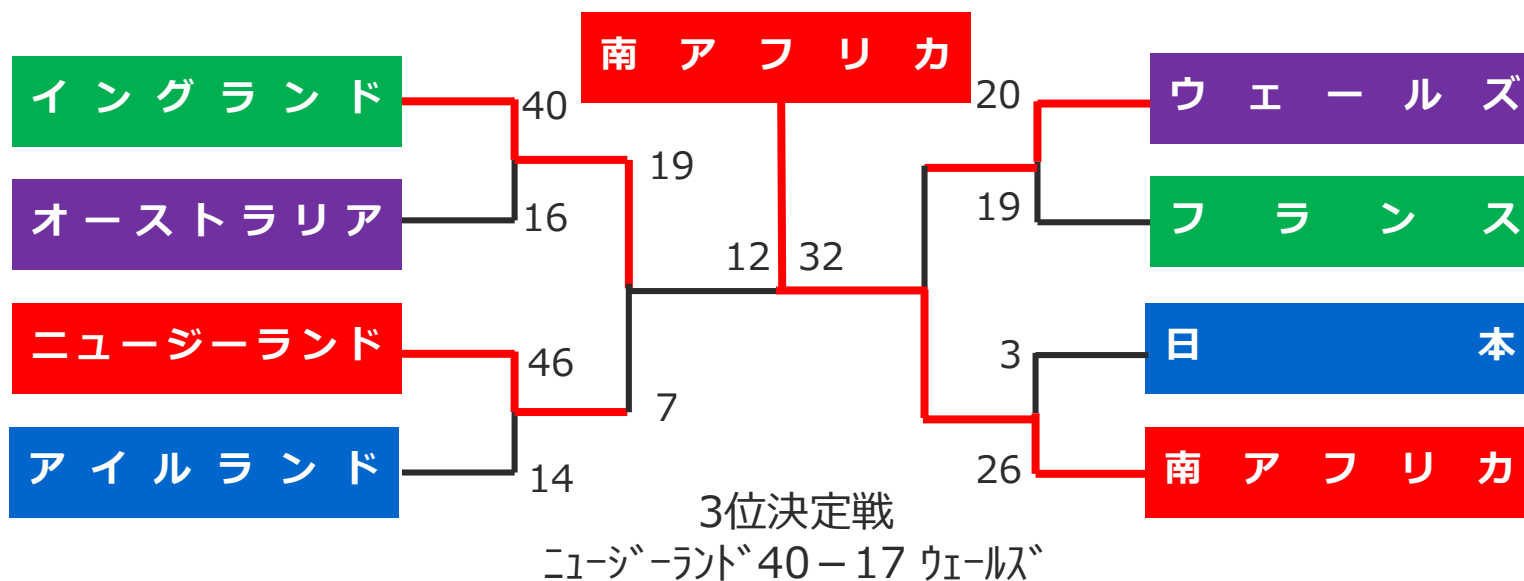 南アフリカ
イングランド
40
19
オーストラリア
16
ニュージーランド
46
7
アイルランド
14
12
32
20
ウェールズ
19
フランス
3
日本
26
南アフリカ
3位決定戦
ﾆｭｰｼﾞｰﾗﾝﾄﾞ40－17 ｳｪｰﾙｽﾞ